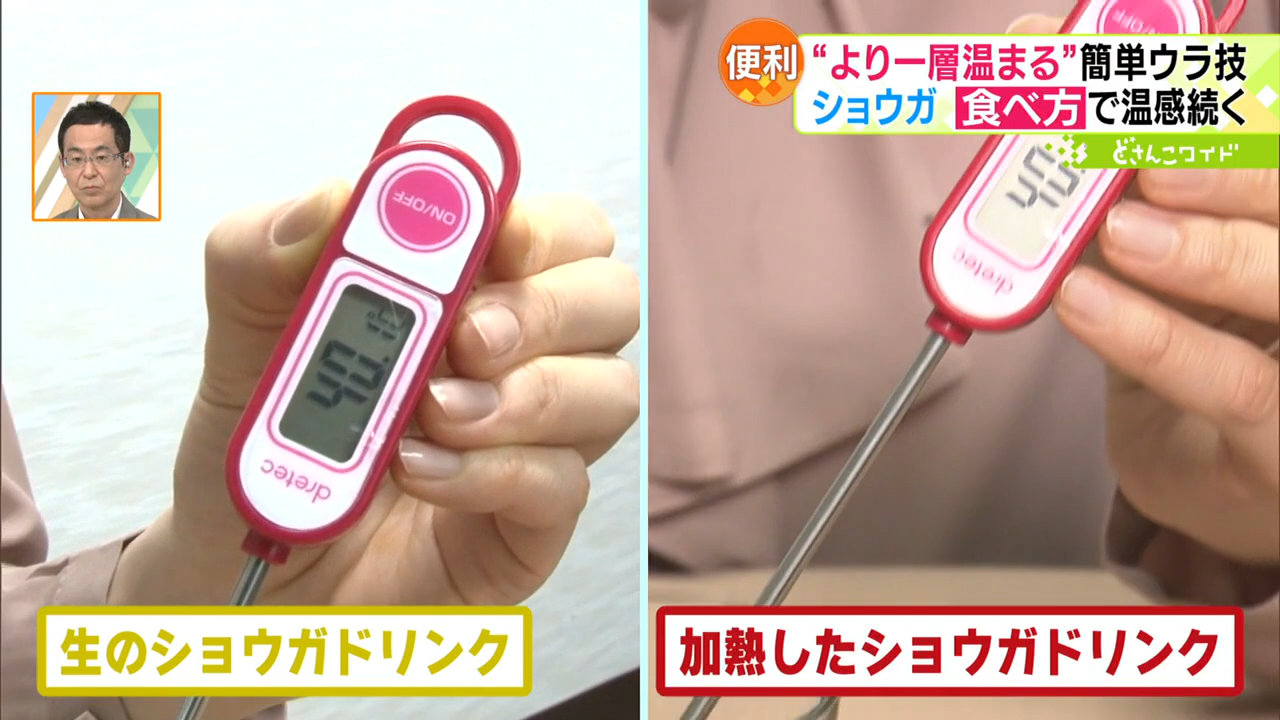 便利
“より一層温まる”簡単ウラ技
ショウガ 食べ方で温感続く
どさんこワイド
ON/OFF
dretec
ON/OFF
dretec
生のショウガドリンク
加熱したショウガドリンク